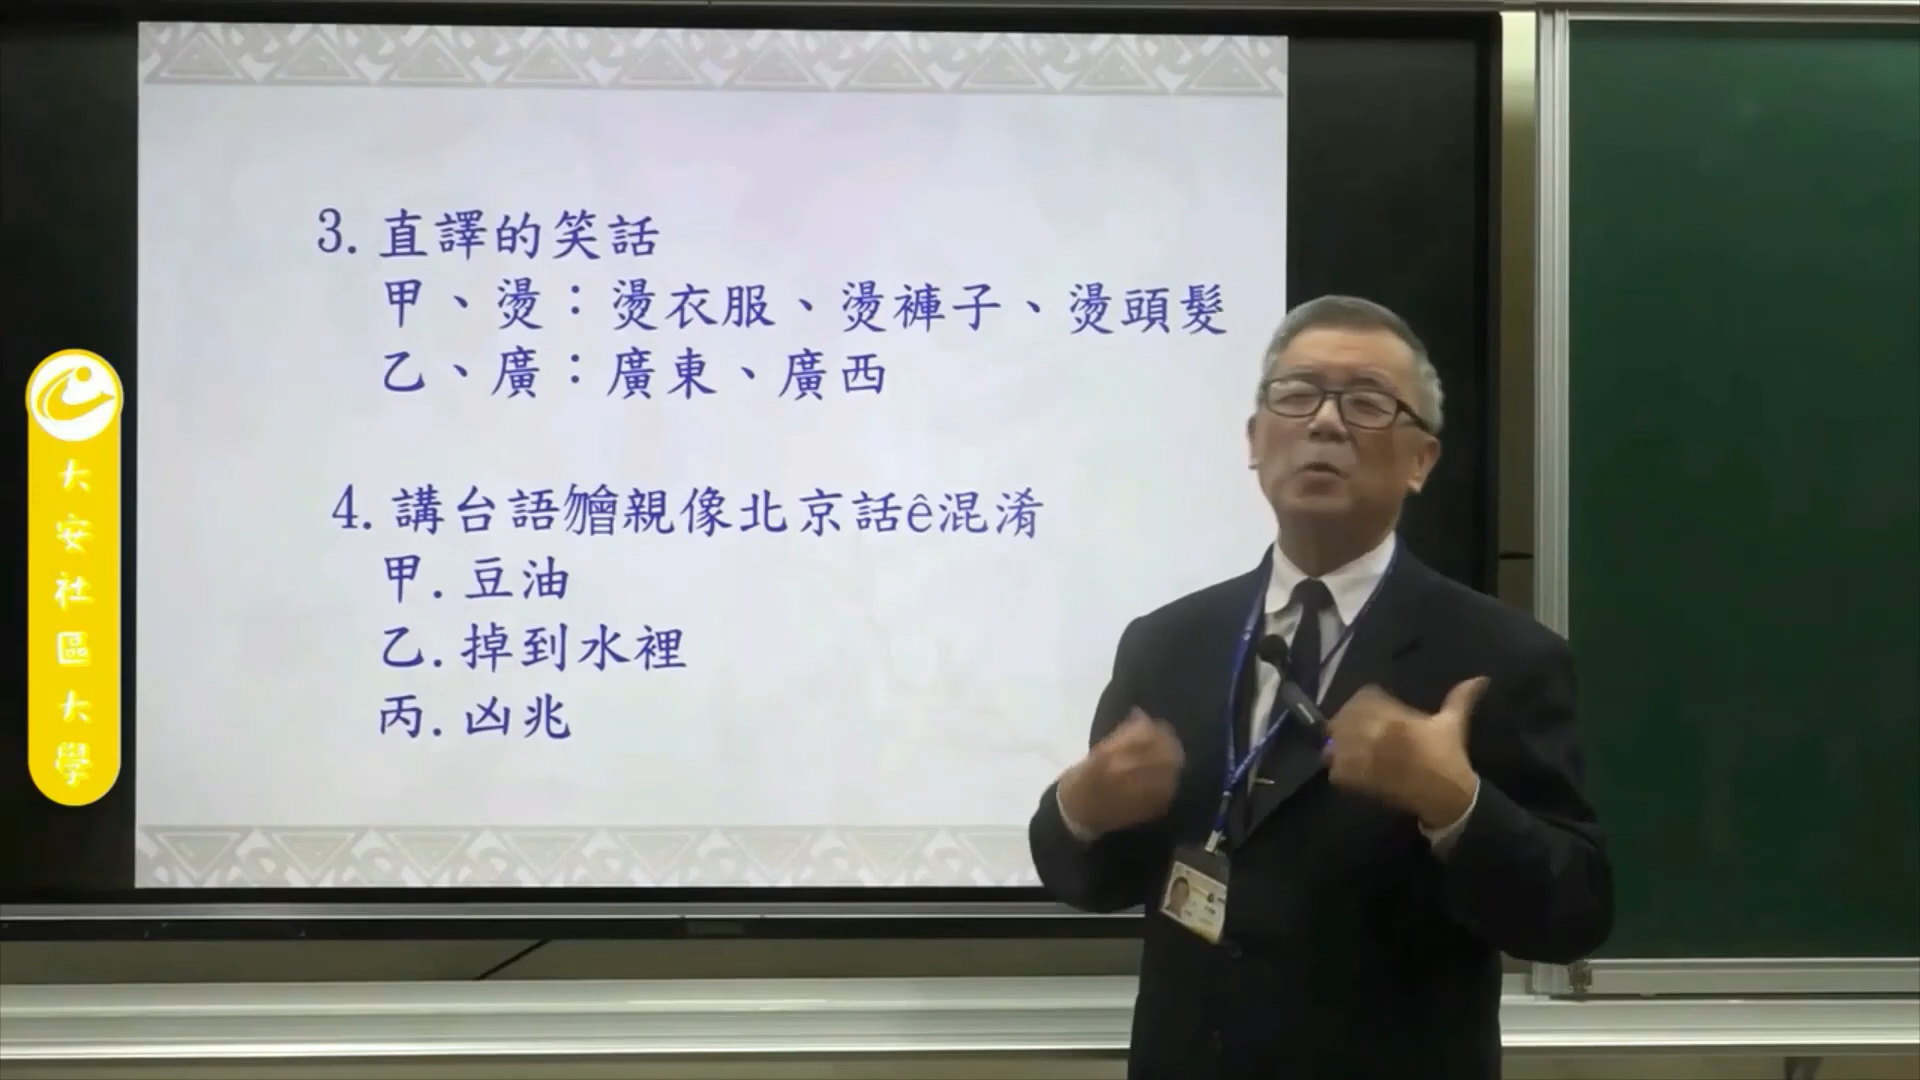 3.直譯的笑話
甲、燙：燙衣服、燙褲子、燙頭髮
乙、廣：廣東、廣西
4.講台語𣍐親像北京話ê混淆
甲.豆油
乙.掉到水裡
丙.凶兆
大安社區大學